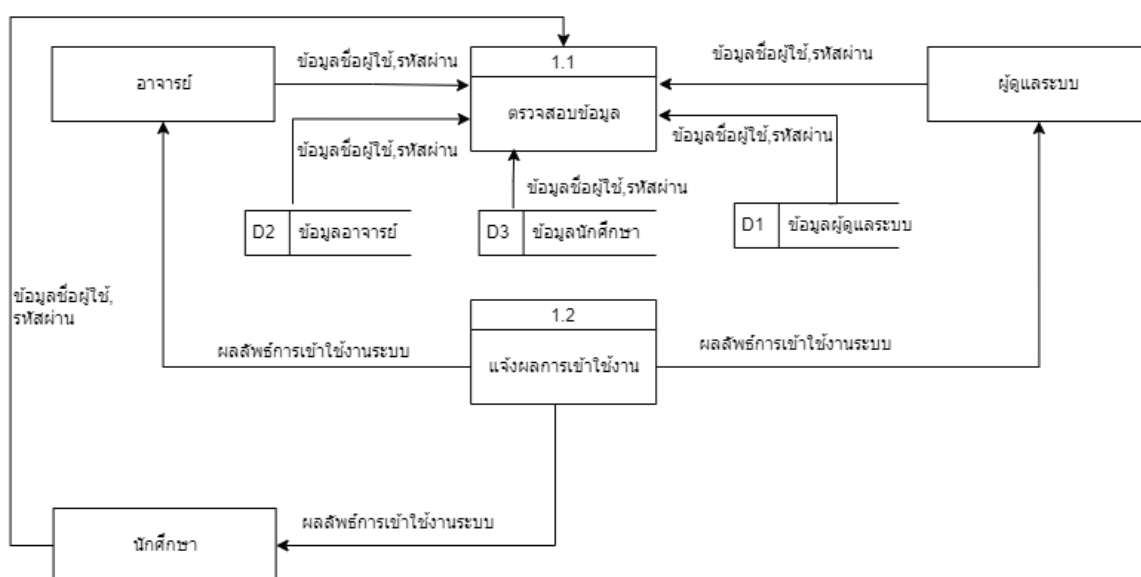 ข้อมูลชื่อผู้ใช้,รหัสผ่าน
1.1
ข้อมูลชื่อผู้ใช้,รหัสผ่าน
อาจารย์
ตรวจสอบข้อมูล
ผู้ดูแลระบบ
ข้อมูลชื่อผู้ใช้,รหัสผ่าน
ข้อมูลชื่อผู้ใช้,รหัสผ่าน
ข้อมูลชื่อผู้ใช้,รหัสผ่าน
D2 ข้อมูลอาจารย์
D3 ข้อมูลนักศึกษา
D1 ข้อมูลผู้ดูแลระบบ
ข้อมูลชื่อผู้ใช้,
รหัสผ่าน
1.2
ผลลัพธ์การเข้าใช้งานระบบ
แจ้งผลการเข้าใช้งาน
ผลลัพธ์การเข้าใช้งานระบบ
ผลลัพธ์การเข้าใช้งานระบบ
นักศึกษา